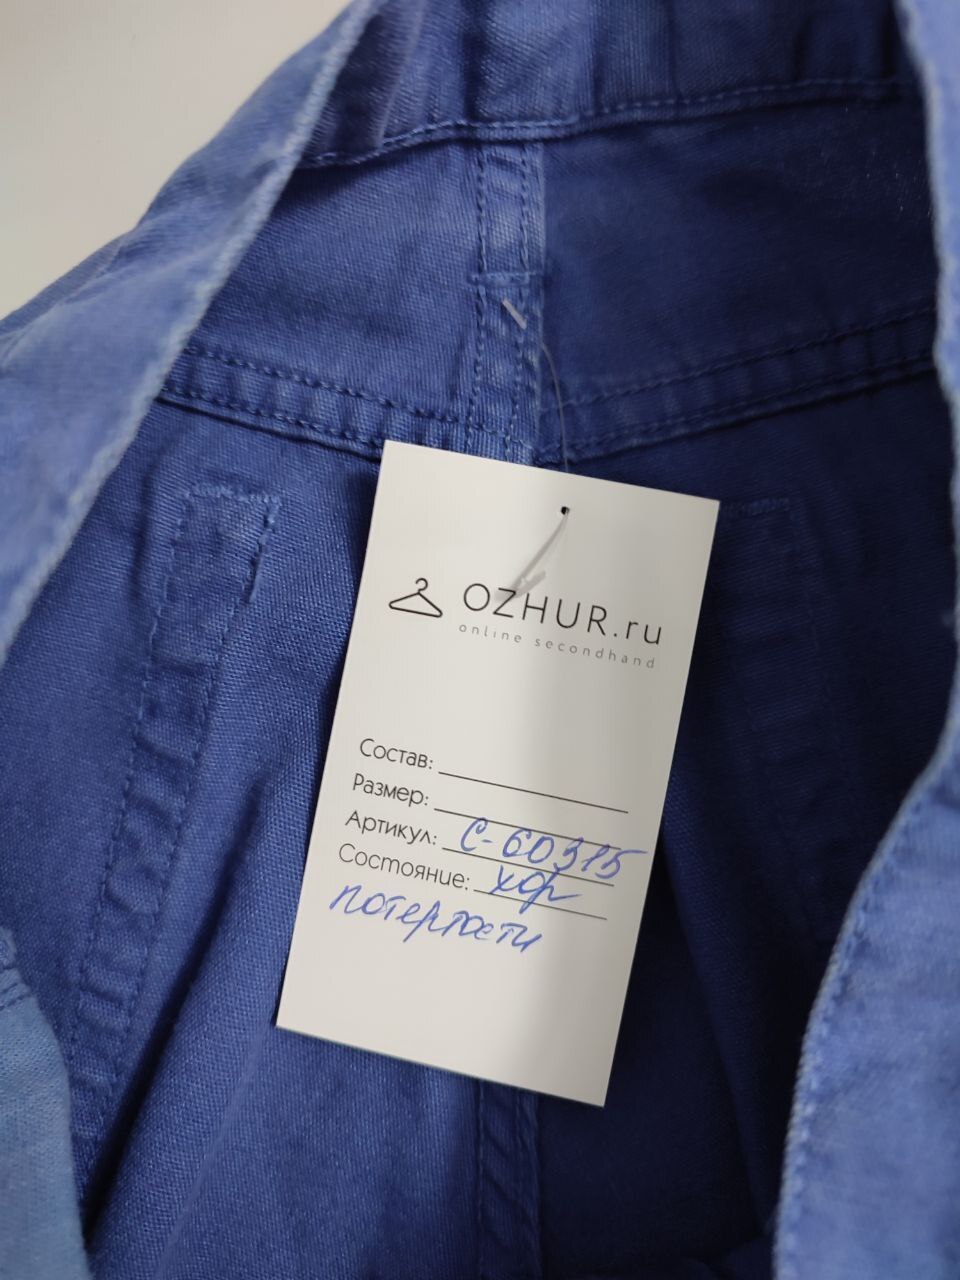 OZHUR.ru
online secondhand
Состав:
Размер:
Артикул: С-60315
Состояние: хор
потертости